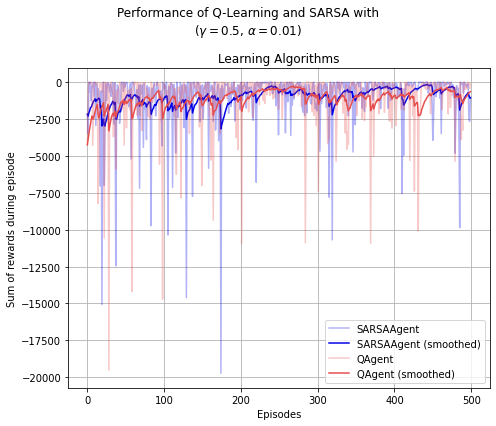 Performance of Q-Learning and SARSA with
(γ = 0.5, α = 0.01)
Learning Algorithms
0
−2500
−5000
−7500
−10000
−12500
−15000
−17500
−20000
Sum of rewards during episode
SARSAAgent
SARSAAgent (smoothed)
QAgent
QAgent (smoothed)
0 100 200 300 400 500
Episodes